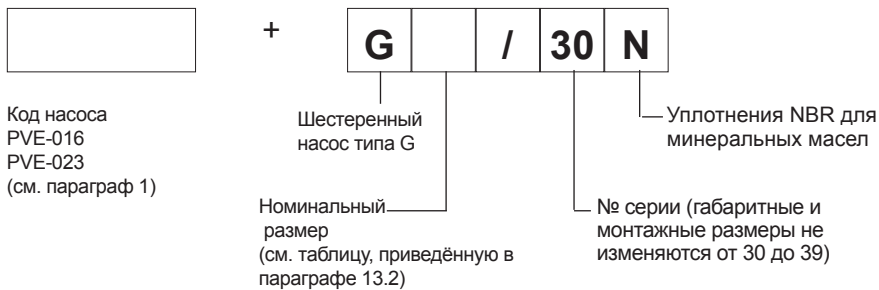 + G / 30 N
Код насоса
PVE-016
PVE-023
(см. параграф 1)
Шестеренный
насос типа G
Уплотнения NBR для
минеральных масел
Номинальный
размер
(см. таблицу, приведённую в
параграфе 13.2)
№ серии (габаритные и
монтажные размеры не
изменяются от 30 до 39)